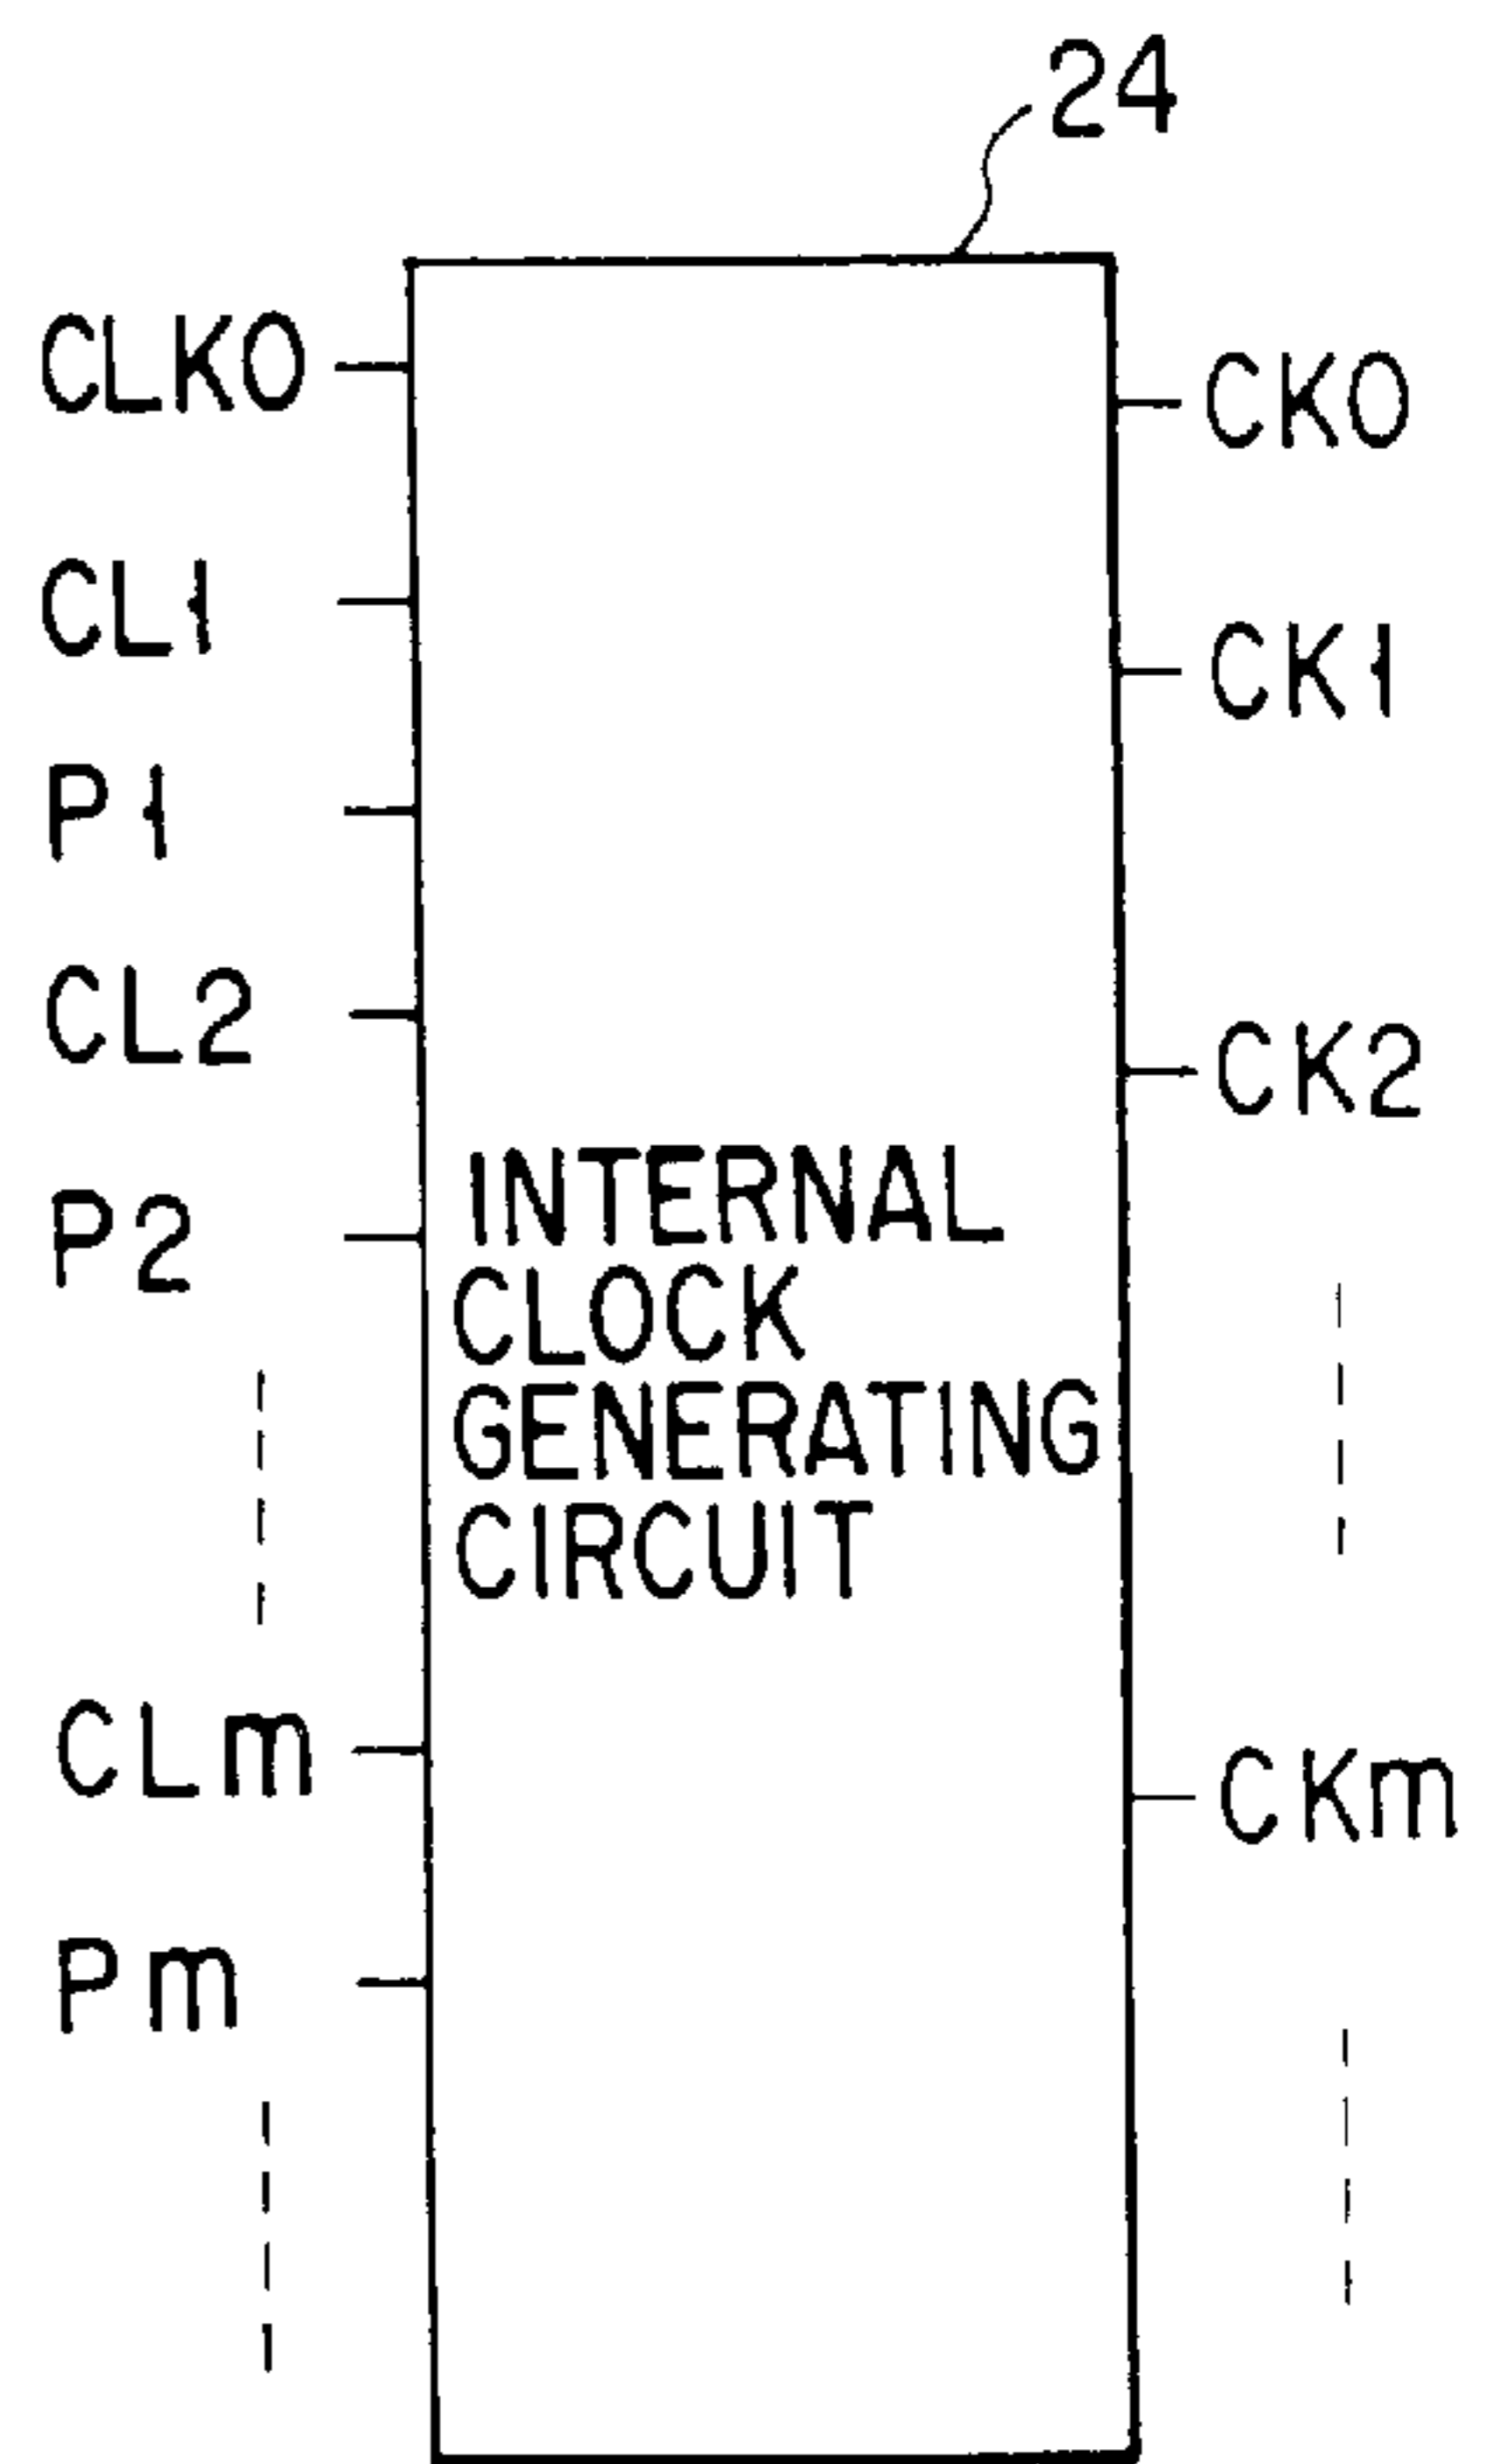 24
CLK0
CL1
P1
CL2
P2
CLm
Pm
INTERNAL
CLOCK
GENERATING
CIRCUIT
CK0
CK1
CK2
CKm